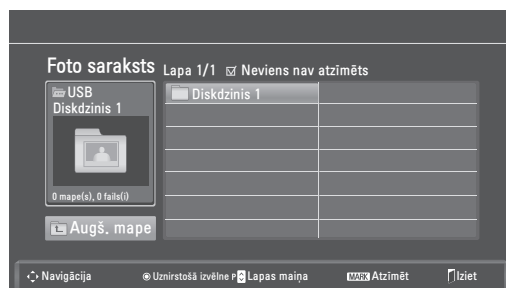 Foto saraksts Lapa 1/1 Neviens nav atzīmēts
USB
Diskdzinis 1
Diskdzinis 1
0 mape(s), 0 fails(i)
Augš. mape
Navigācija Uznirstošā izvēlne P Lapas maiņa MARK Atzīmēt Iziet